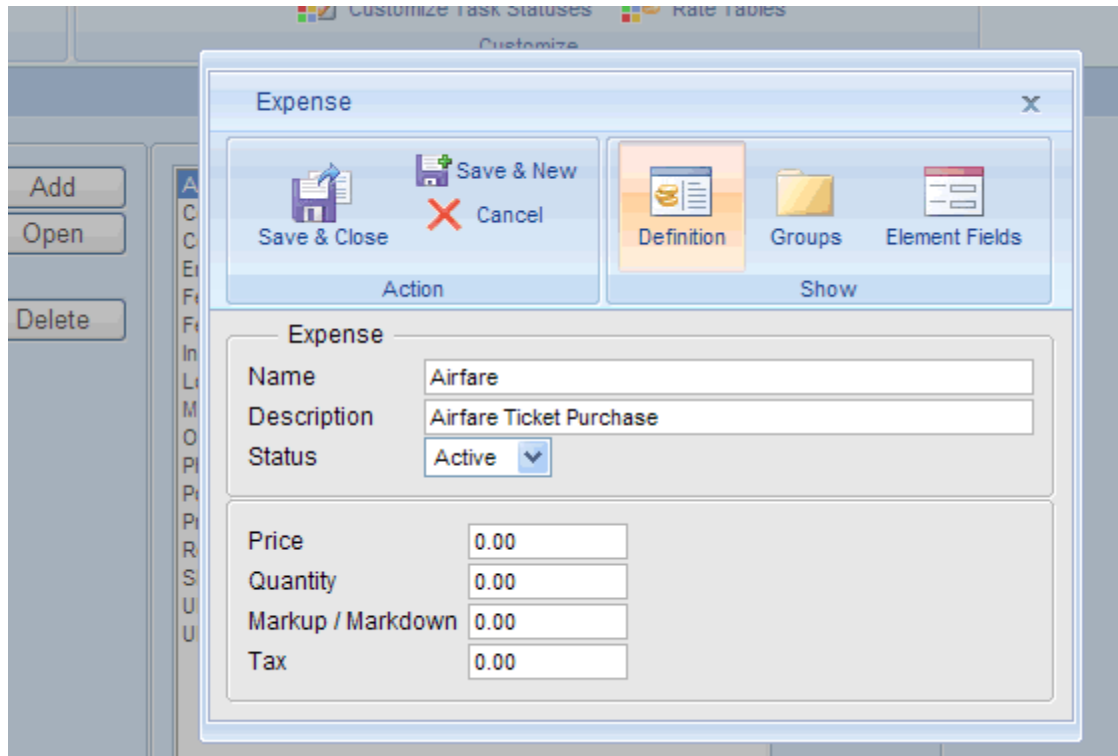 Customize Task Statuses Rate Tables
Customize
Expense x
Add
Open
Delete
Save & New
Cancel
Save & Close
Definition Groups Element Fields
Action Show
Expense
Name Airfare
Description Airfare Ticket Purchase
Status Active
Price 0.00
Quantity 0.00
Markup / Markdown 0.00
Tax 0.00